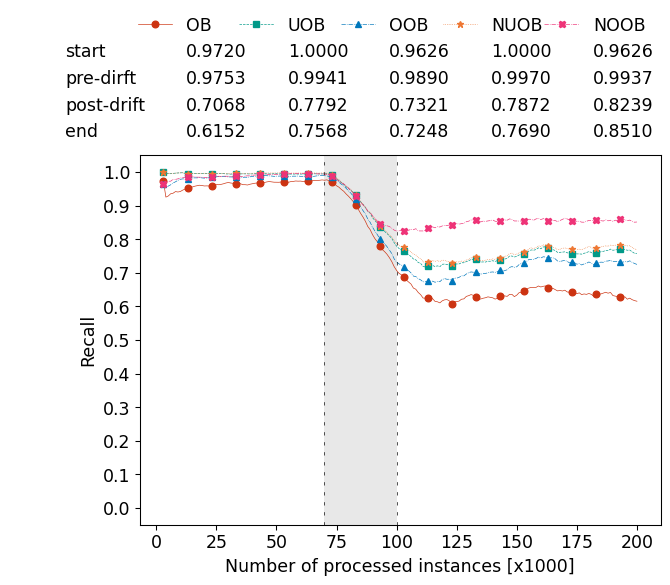 OB UOB OOB NUOB NOOB
start 0.9720 1.0000 0.9626 1.0000 0.9626
pre-dirft 0.9753 0.9941 0.9890 0.9970 0.9937
post-drift 0.7068 0.7792 0.7321 0.7872 0.8239
end 0.6152 0.7568 0.7248 0.7690 0.8510
1.0
0.9
0.8
0.7
0.6
0.5
0.4
0.3
0.2
0.1
0.0
Recall
0 25 50 75 100 125 150 175 200
Number of processed instances [x1000]